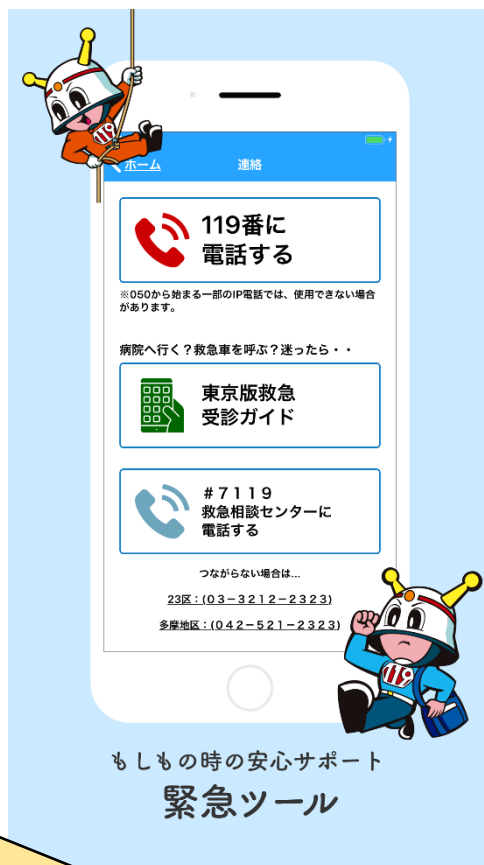 119
ホーム
連絡
119番に
電話する
※050から始まる一部のIP電話では、使用できない場合
があります。
病院へ行く？救急車を呼ぶ？迷ったら・・
東京版救急
受診ガイド
＃７１１９
救急相談センターに
電話する
つながらない場合は...
23区：(０３－３２１２－２３２３)
多摩地区：(０４２－５２１－２３２３)
119
もしもの時の安心サポート
緊急ツール